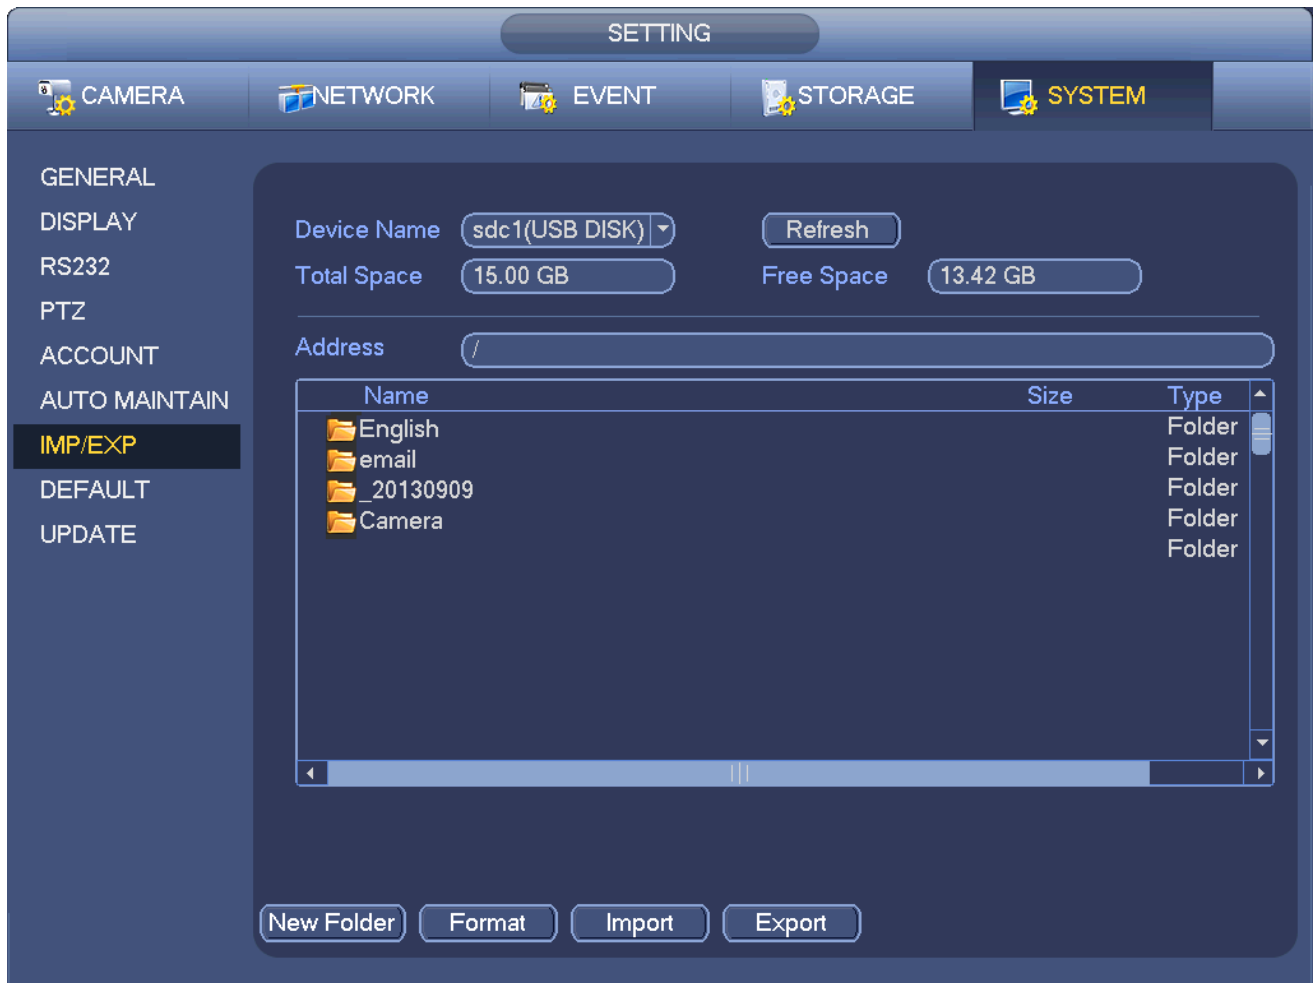 SETTING
CAMERA NETWORK EVENT STORAGE SYSTEM
GENERAL
DISPLAY
RS232
PTZ
ACCOUNT
AUTO MAINTAIN
IMP/EXP
DEFAULT
UPDATE
Device Name sdc1(USB DISK) Refresh
Total Space 15.00 GB Free Space 13.42 GB
Address /
Name Size Type
English Folder
email Folder
_20130909 Folder
Camera Folder
Folder
New Folder Format Import Export